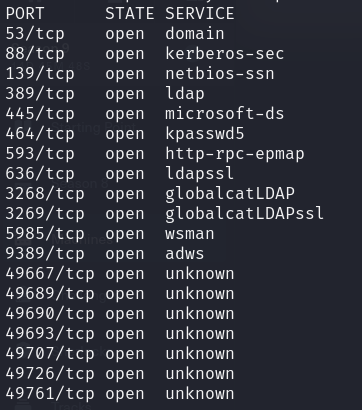 PORT STATE SERVICE
53/tcp open domain
88/tcp open kerberos-sec
139/tcp open netbios-ssn
389/tcp open ldap
445/tcp open microsoft-ds
464/tcp open kpasswd5
593/tcp open http-rpc-epmap
636/tcp open ldapssl
3268/tcp open globalcatLDAP
3269/tcp open globalcatLDAPssl
5985/tcp open wsman
9389/tcp open adws
49667/tcp open unknown
49689/tcp open unknown
49690/tcp open unknown
49693/tcp open unknown
49707/tcp open unknown
49726/tcp open unknown
49761/tcp open unknown